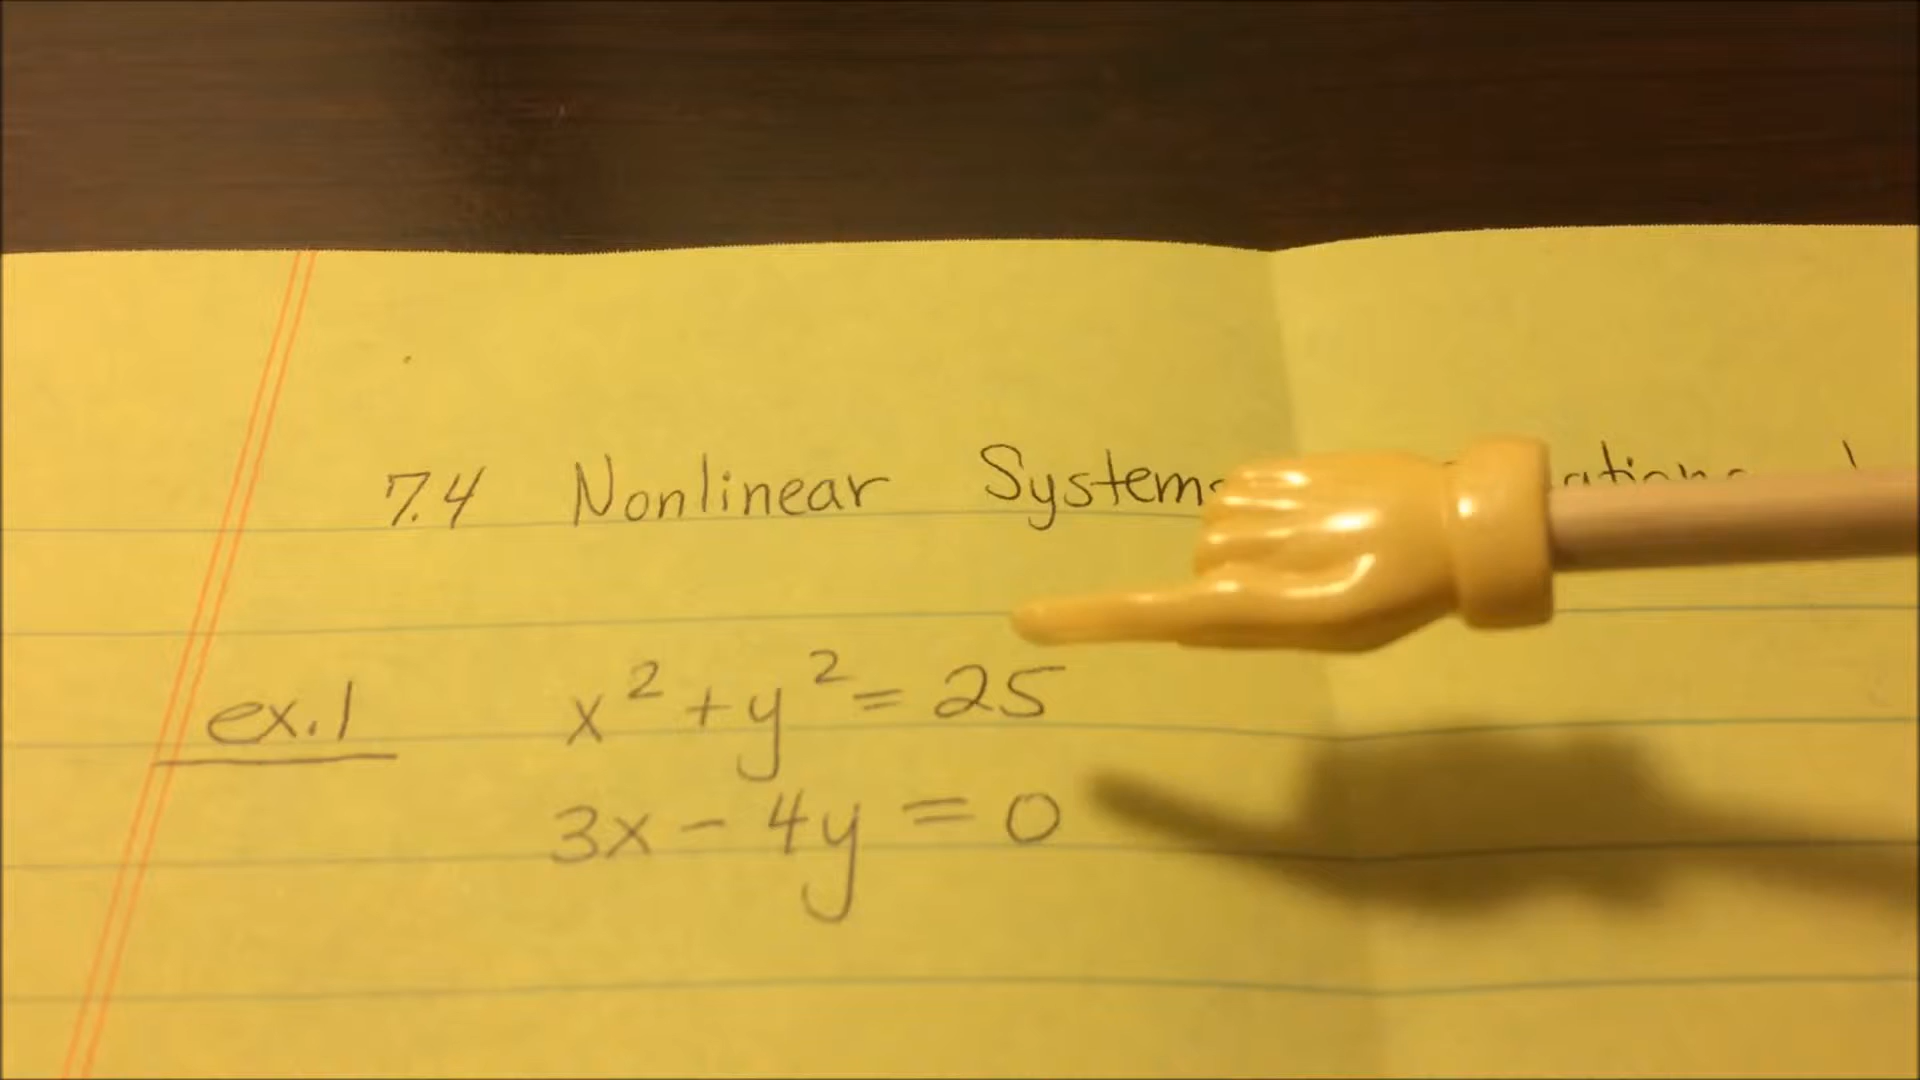 7.4 Nonlinear Systems
ex.1 x² + y² = 25
3x - 4y = 0